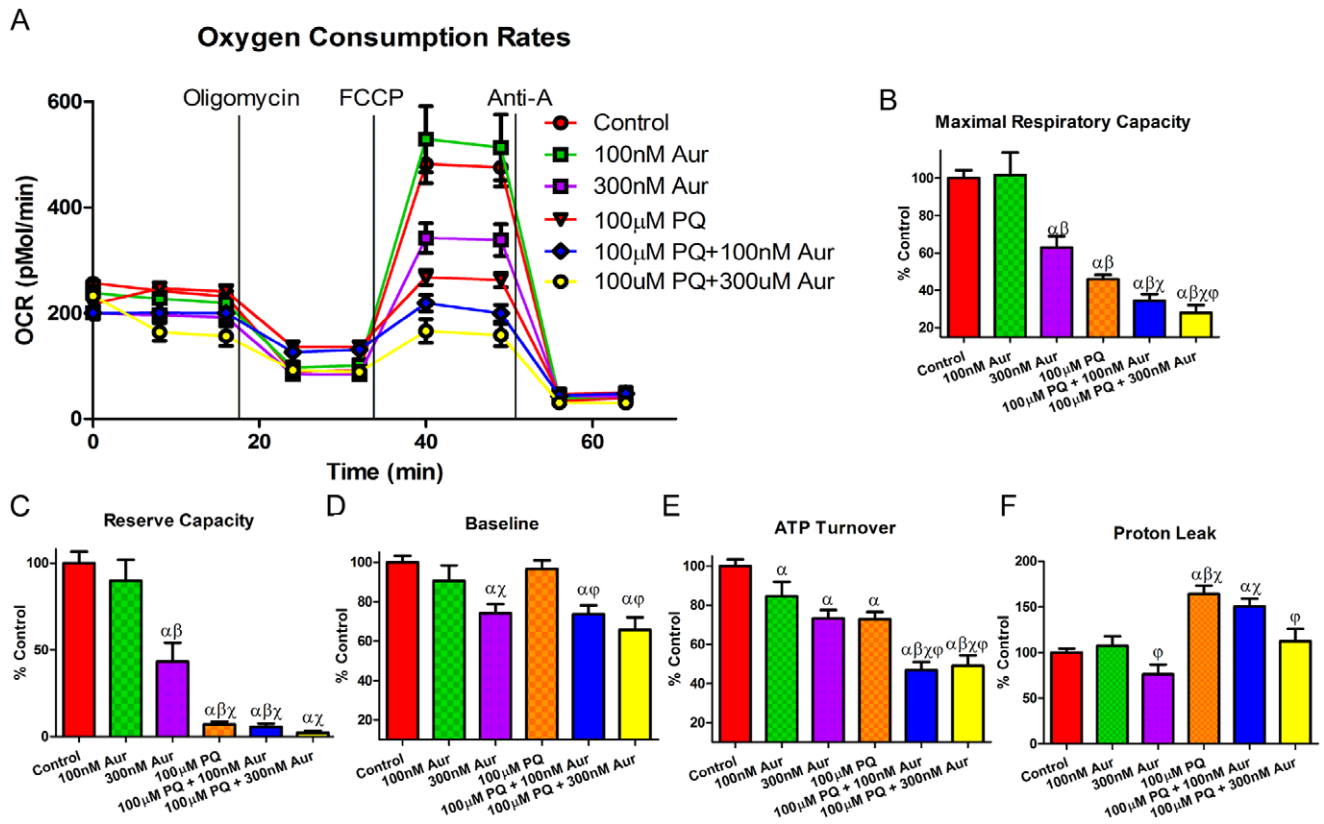 A
Oxygen Consumption Rates
Oligomycin FCCP Anti-A
600
400
200
0
OCR (pMol/min)
0 20 40 60
Time (min)
Control
100nM Aur
300nM Aur
100μM PQ
100μM PQ+100nM Aur
100uM PQ+300uM Aur
B
Maximal Respiratory Capacity
% Control
100
80
60
40
20
αβ αβ αβχ αβχφ
Control 100nM Aur 300nM Aur 100μM PQ 100μM PQ + 100nM Aur 100μM PQ + 300nM Aur
C
Reserve Capacity
% Control
100
50
0
αβ αβχ αβχ αχ
Control 100nM Aur 300nM Aur 100μM PQ 100μM PQ + 100nM Aur 100μM PQ + 300nM Aur
D
Baseline
% Control
100
80
60
40
20
αχ αφ αφ
Control 100nM Aur 300nM Aur 100μM PQ 100μM PQ + 100nM Aur 100μM PQ + 300nM Aur
E
ATP Turnover
% Control
100
80
60
40
20
α α α αβχφ αβχφ
Control 100nM Aur 300nM Aur 100μM PQ 100μM PQ + 100nM Aur 100μM PQ + 300nM Aur
F
Proton Leak
% Control
200
150
100
50
0
φ αβχ αχ φ
Control 100nM Aur 300nM Aur 100μM PQ 100μM PQ + 100nM Aur 100μM PQ + 300nM Aur